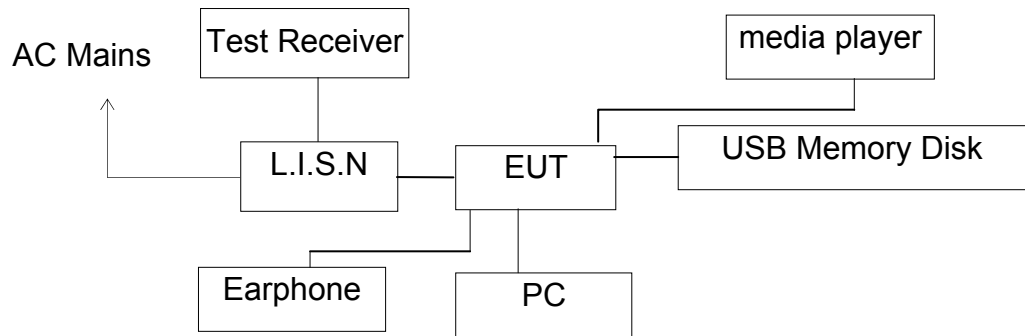 Test Receiver
media player
AC Mains
USB Memory Disk
L.I.S.N
EUT
Earphone
PC